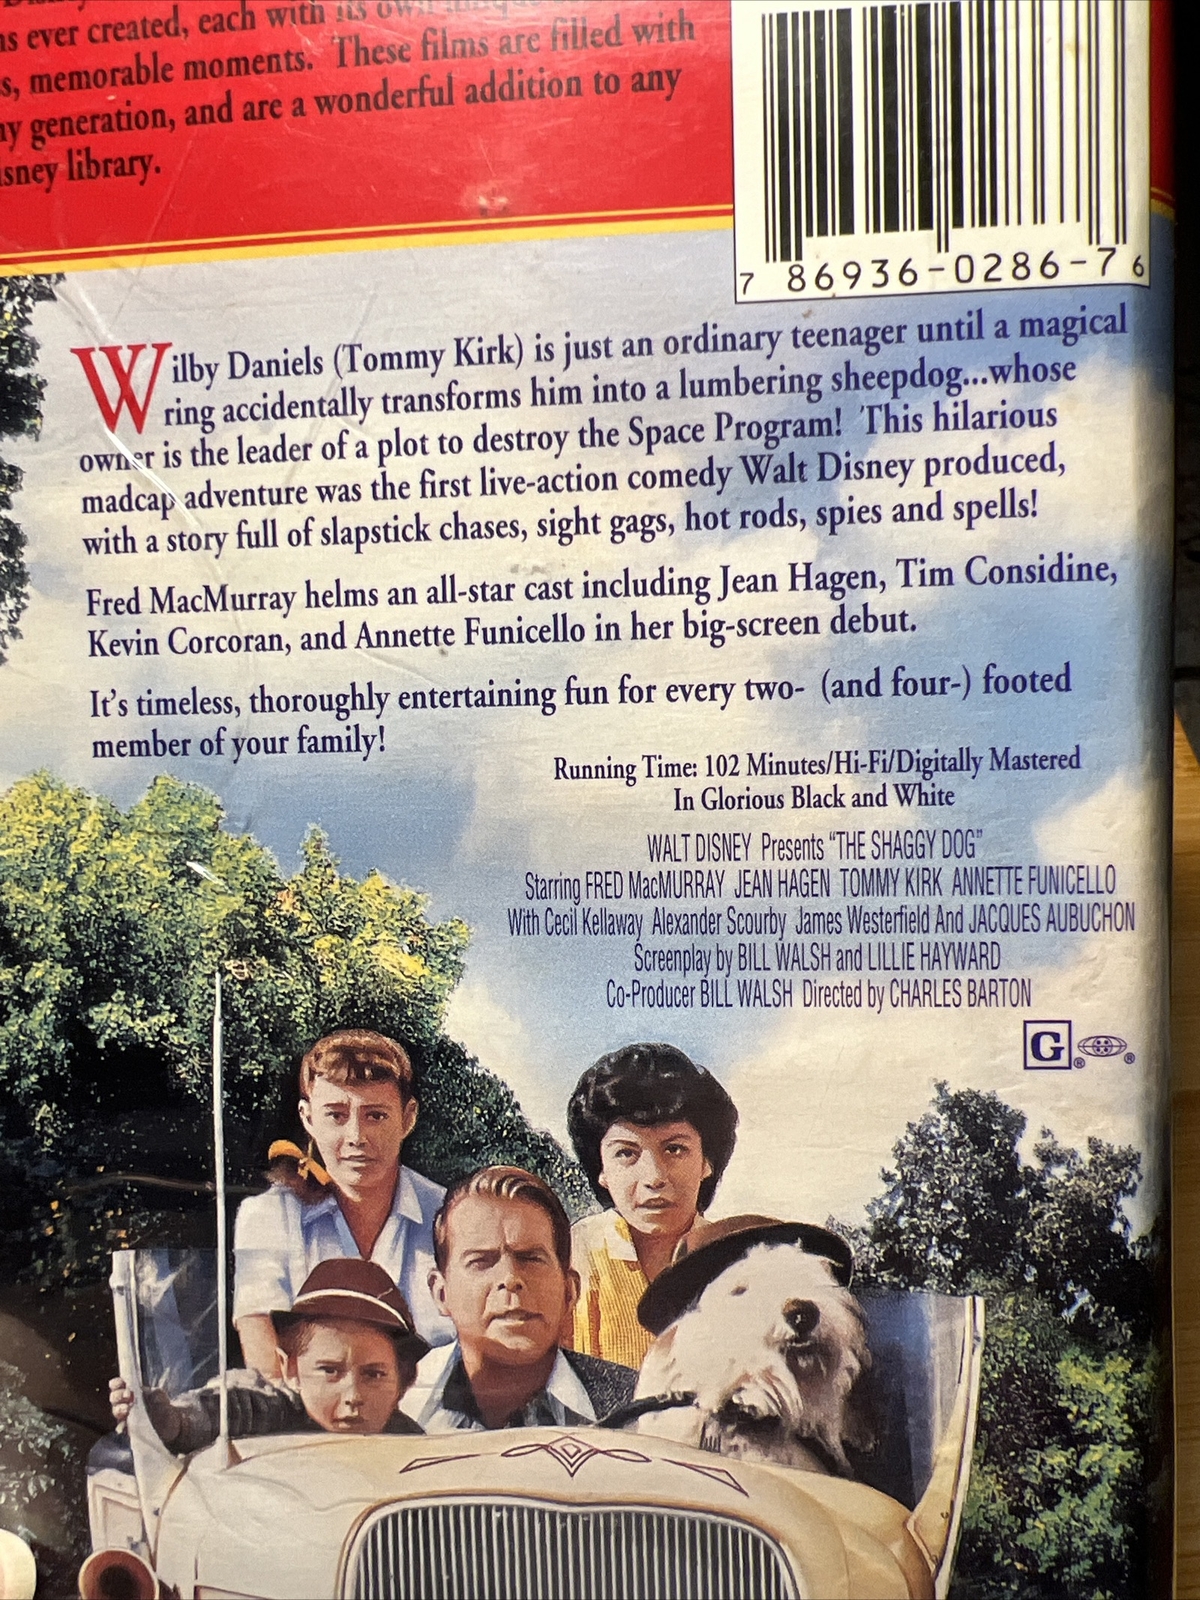 s ever created, each with its own unique
s, memorable moments. These films are filled with
ny generation, and are a wonderful addition to any
isney library.
7 86936-0286-7 6
Wilby Daniels (Tommy Kirk) is just an ordinary teenager until a magical
ring accidentally transforms him into a lumbering sheepdog...whose
owner is the leader of a plot to destroy the Space Program! This hilarious
madcap adventure was the first live-action comedy Walt Disney produced,
with a story full of slapstick chases, sight gags, hot rods, spies and spells!
Fred MacMurray helms an all-star cast including Jean Hagen, Tim Considine,
Kevin Corcoran, and Annette Funicello in her big-screen debut.
It's timeless, thoroughly entertaining fun for every two- (and four-) footed
member of your family!
Running Time: 102 Minutes/Hi-Fi/Digitally Mastered
In Glorious Black and White
WALT DISNEY Presents "THE SHAGGY DOG"
Starring FRED MacMURRAY JEAN HAGEN TOMMY KIRK ANNETTE FUNICELLO
With Cecil Kellaway Alexander Scourby James Westerfield And JACQUES AUBUCHON
Screenplay by BILL WALSH and LILLIE HAYWARD
Co-Producer BILL WALSH Directed by CHARLES BARTON
G ® ®